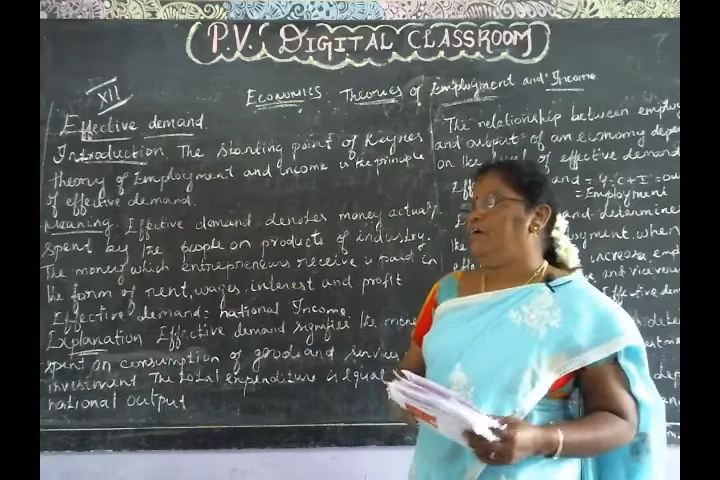 P.V. DIGITAL CLASSROOM
XII
Economics Theories of Employment and Income
Effective demand.
Introduction The starting point of Keynes
theory of Employment and Income is the principle
of effective demand.
Meaning. Effective demand denotes money actually
spent by the people on products of industry.
The money which entrepreneurs receive is paid in
the form of rent, wages, interest and profit
Effective demand = national Income.
Explanation Effective demand signifies the money
spent on consumption of goods and services
investment. The total expenditure is equal
national output
The relationship between employ
and output of an economy depe
on the level of effective demand
Eff and = Y = C + I = Ou
= Employment
and determine
ployment. when
increase, emp
and vice versa
Effective dem